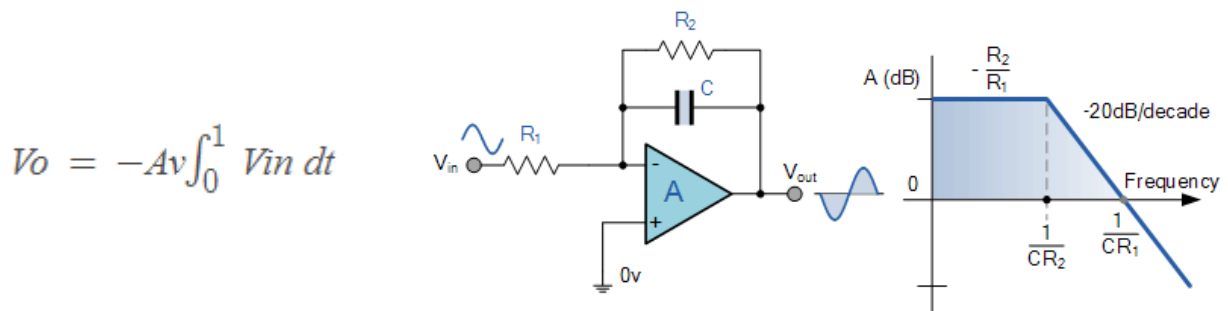 Vo = −Av∫₀¹ Vin dt
R₂
C
R₁
Vin
-
A
+
Vout
0v
A (dB)
- R₂/R₁
-20dB/decade
0
Frequency
1/CR₂
1/CR₁